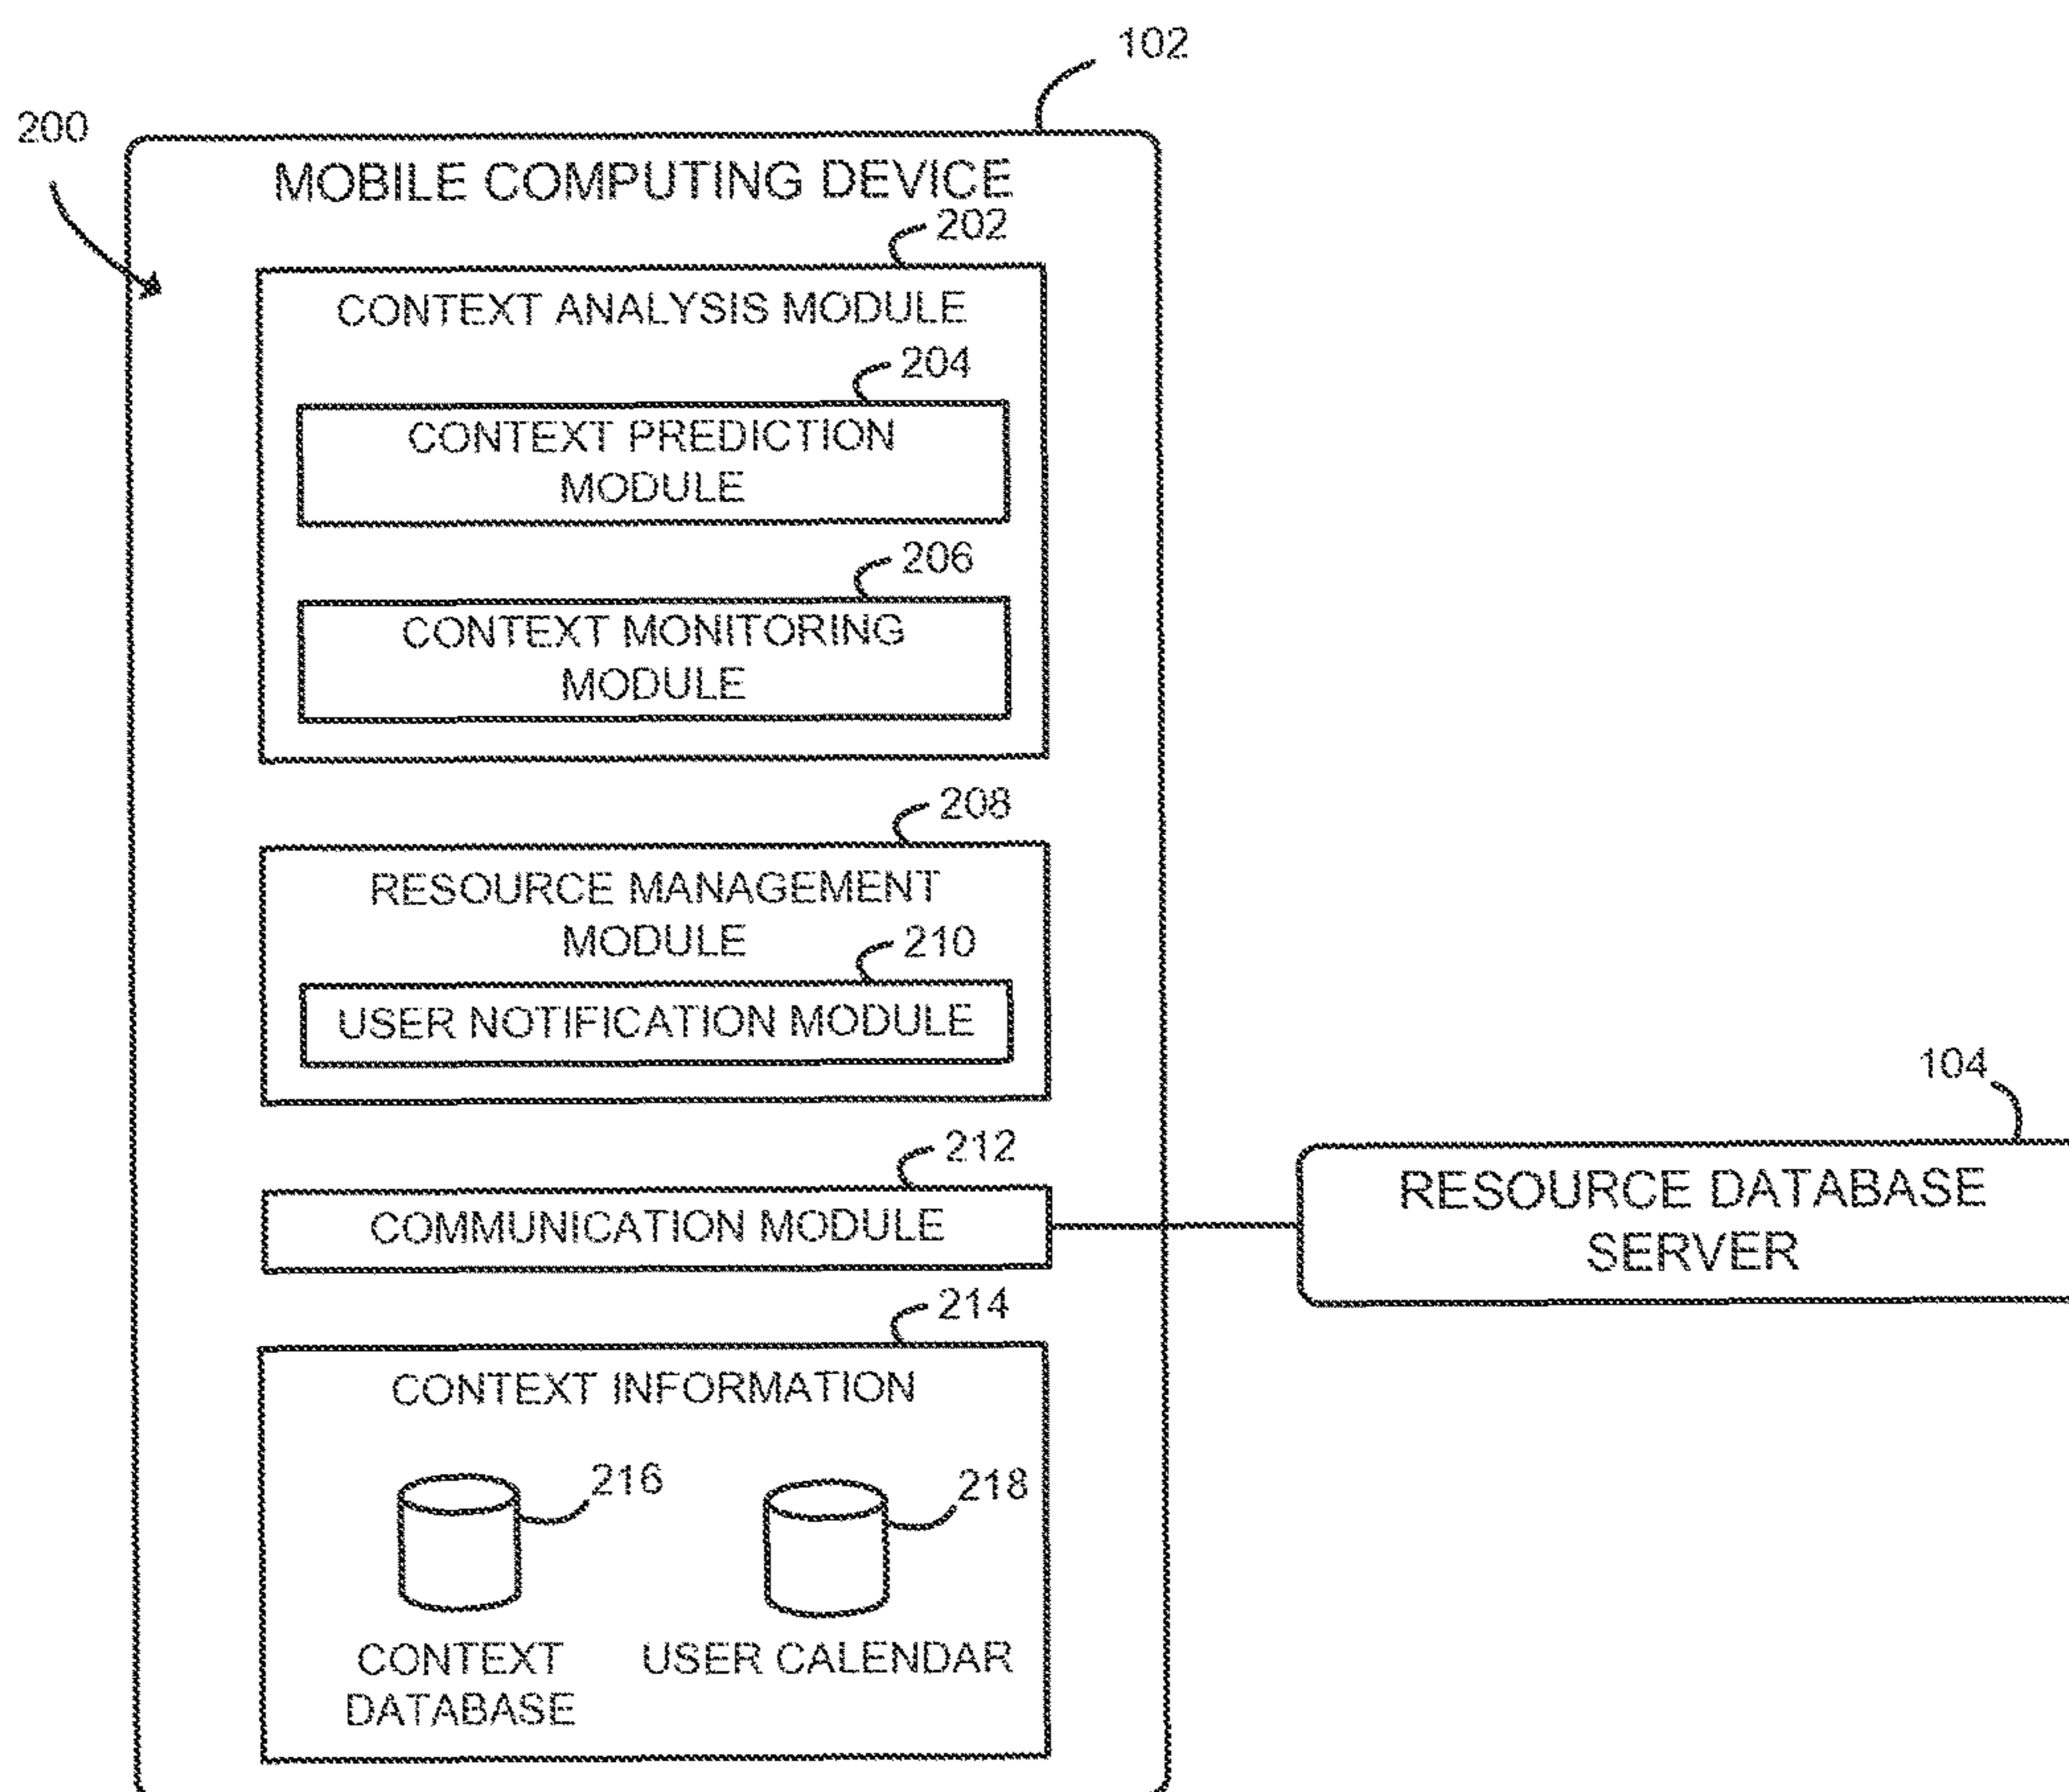 102
200
MOBILE COMPUTING DEVICE
202
CONTEXT ANALYSIS MODULE
204
CONTEXT PREDICTION
MODULE
206
CONTEXT MONITORING
MODULE
208
RESOURCE MANAGEMENT
MODULE
210
USER NOTIFICATION MODULE
104
RESOURCE DATABASE
SERVER
212
COMMUNICATION MODULE
214
CONTEXT INFORMATION
216
218
CONTEXT
DATABASE
USER CALENDAR